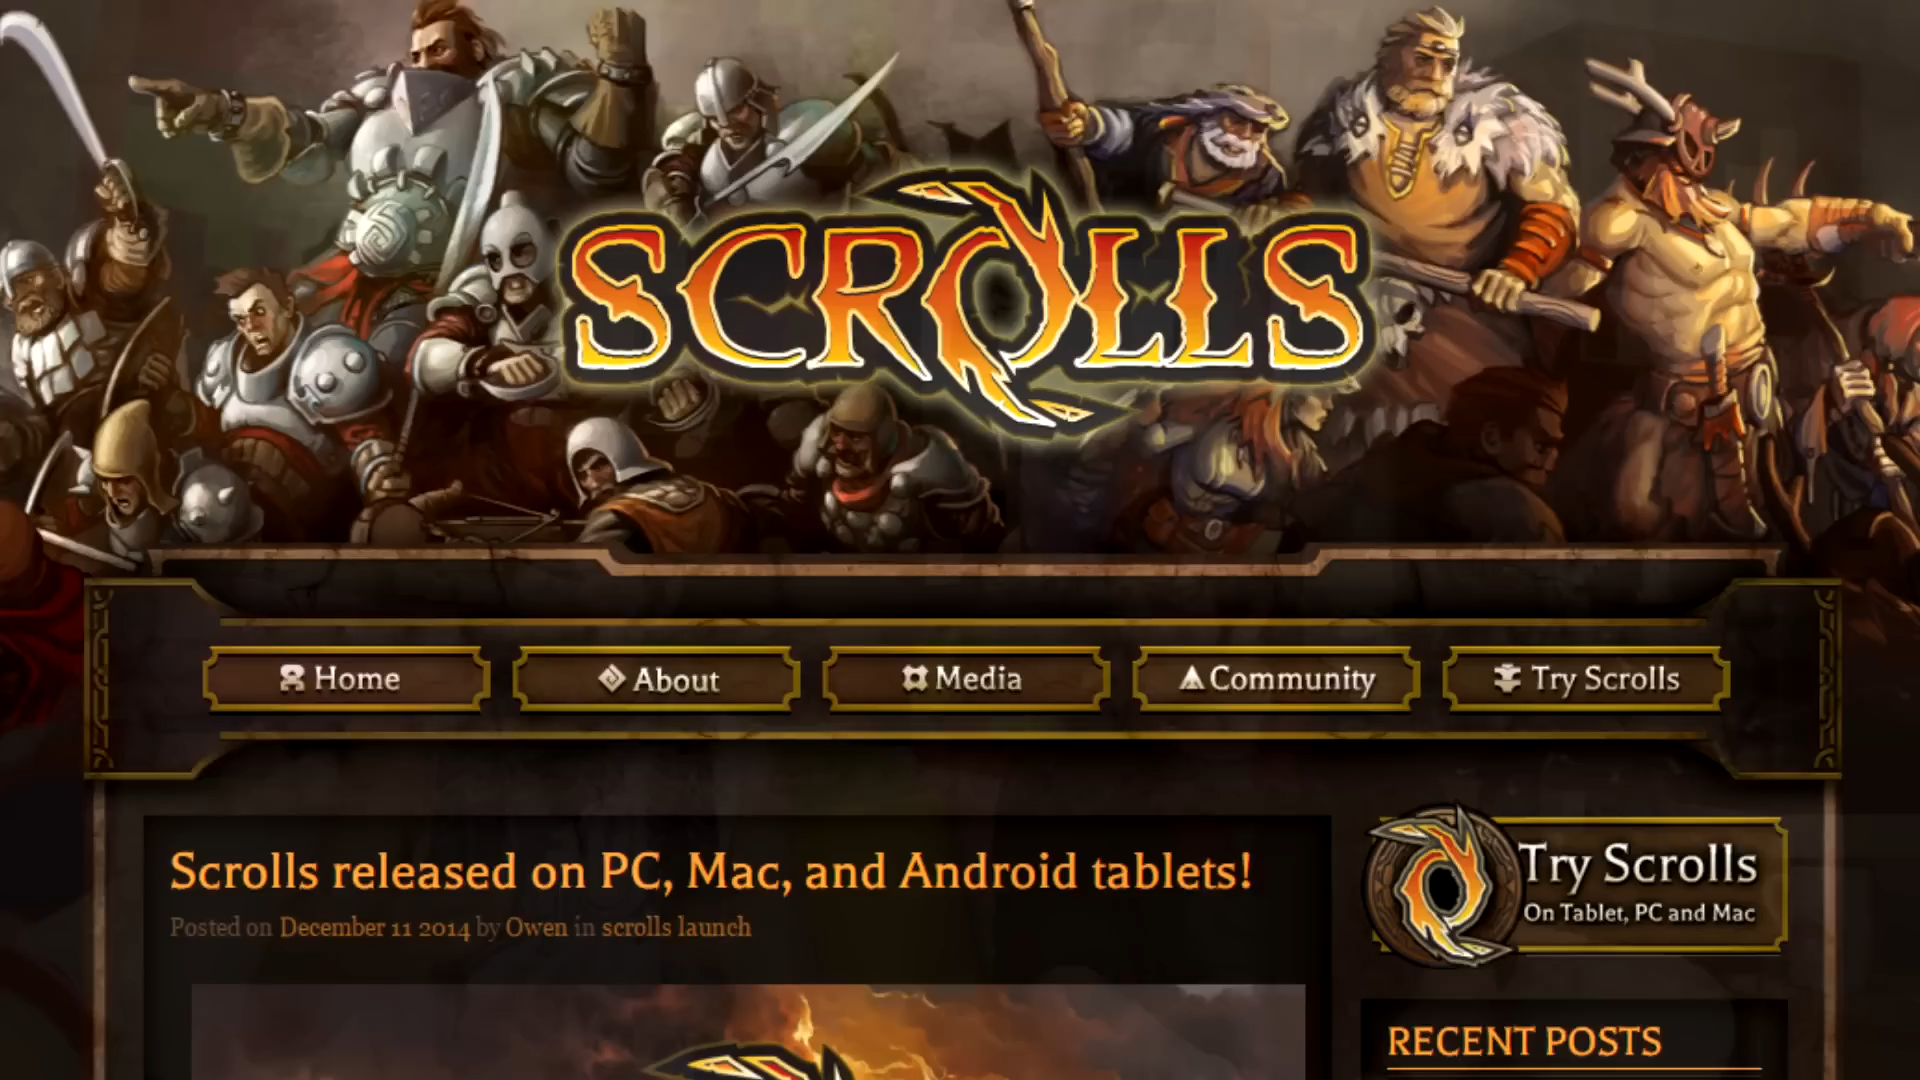 SCROLLS
Home
About
Media
Community
Try Scrolls
Scrolls released on PC, Mac, and Android tablets!
Posted on December 11 2014 by Owen in scrolls launch
Try Scrolls
On Tablet, PC and Mac
RECENT POSTS